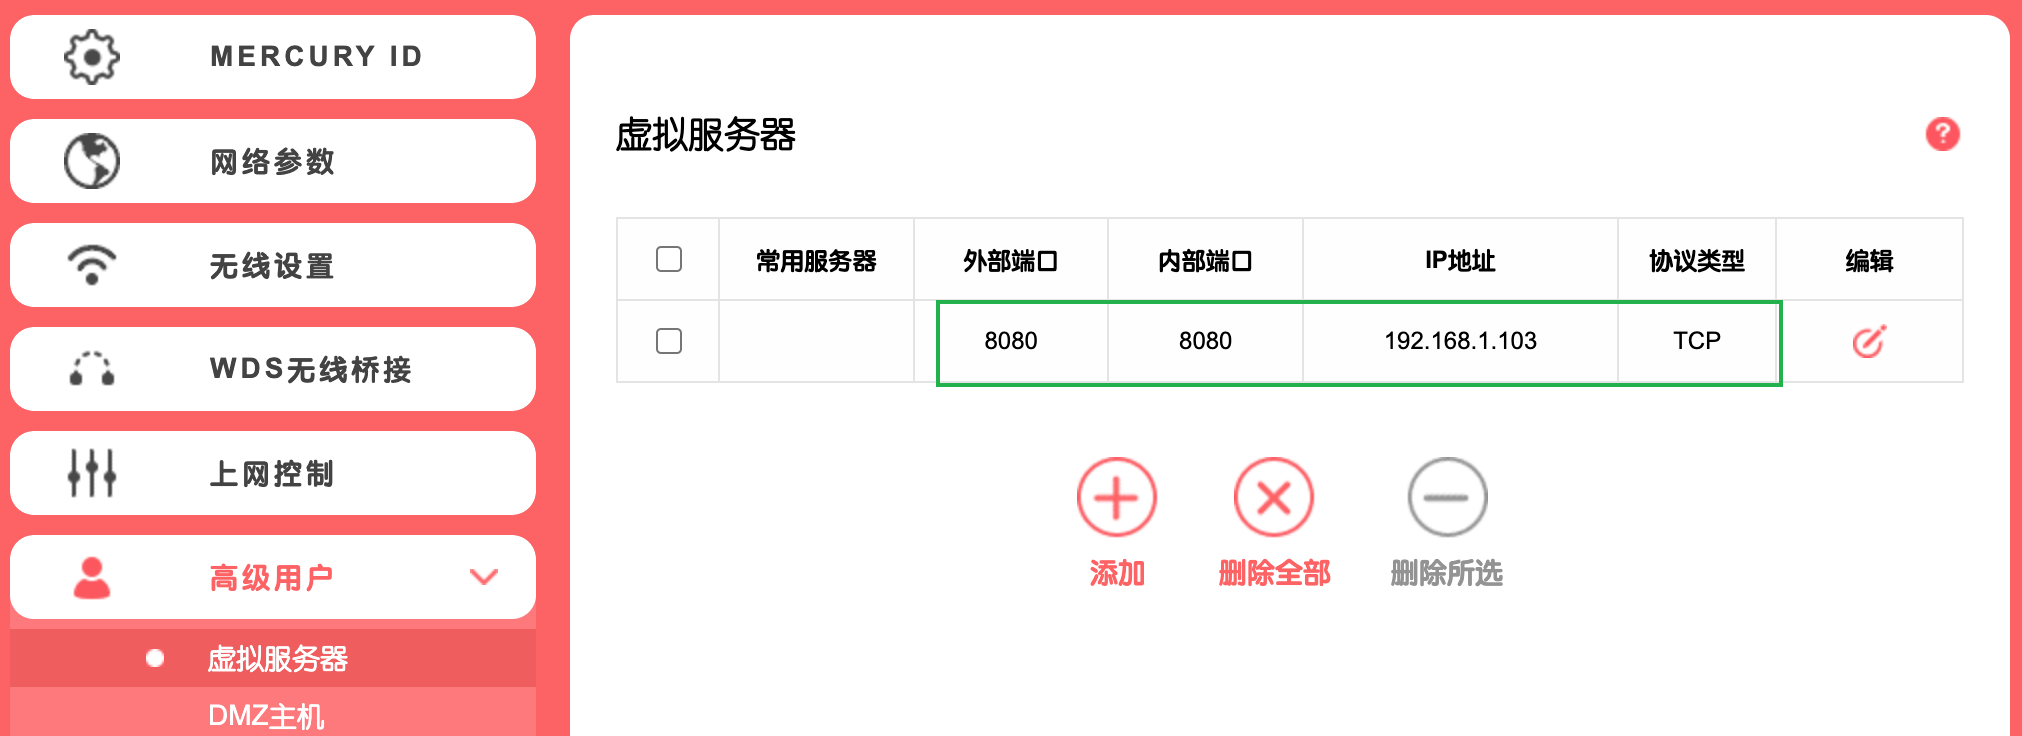 MERCURY ID
网络参数
无线设置
WDS无线桥接
上网控制
高级用户
虚拟服务器
DMZ主机
虚拟服务器
?
常用服务器 外部端口 内部端口 IP地址 协议类型 编辑
8080 8080 192.168.1.103 TCP
添加 删除全部 删除所选